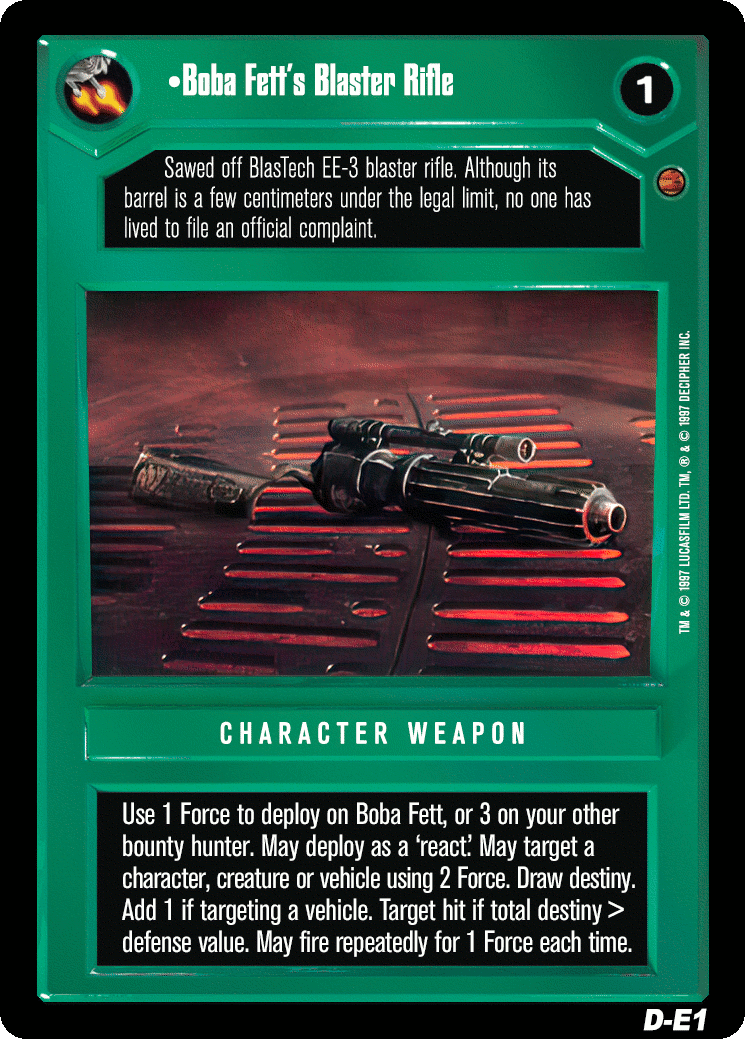 •Boba Fett's Blaster Rifle
1
Sawed off BlasTech EE-3 blaster rifle. Although its
barrel is a few centimeters under the legal limit, no one has
lived to file an official complaint.
TM & © 1997 LUCASFILM LTD. TM, ® & © 1997 DECIPHER INC.
CHARACTER WEAPON
Use 1 Force to deploy on Boba Fett, or 3 on your other
bounty hunter. May deploy as a ‘react.’ May target a
character, creature or vehicle using 2 Force. Draw destiny.
Add 1 if targeting a vehicle. Target hit if total destiny >
defense value. May fire repeatedly for 1 Force each time.
D-E1